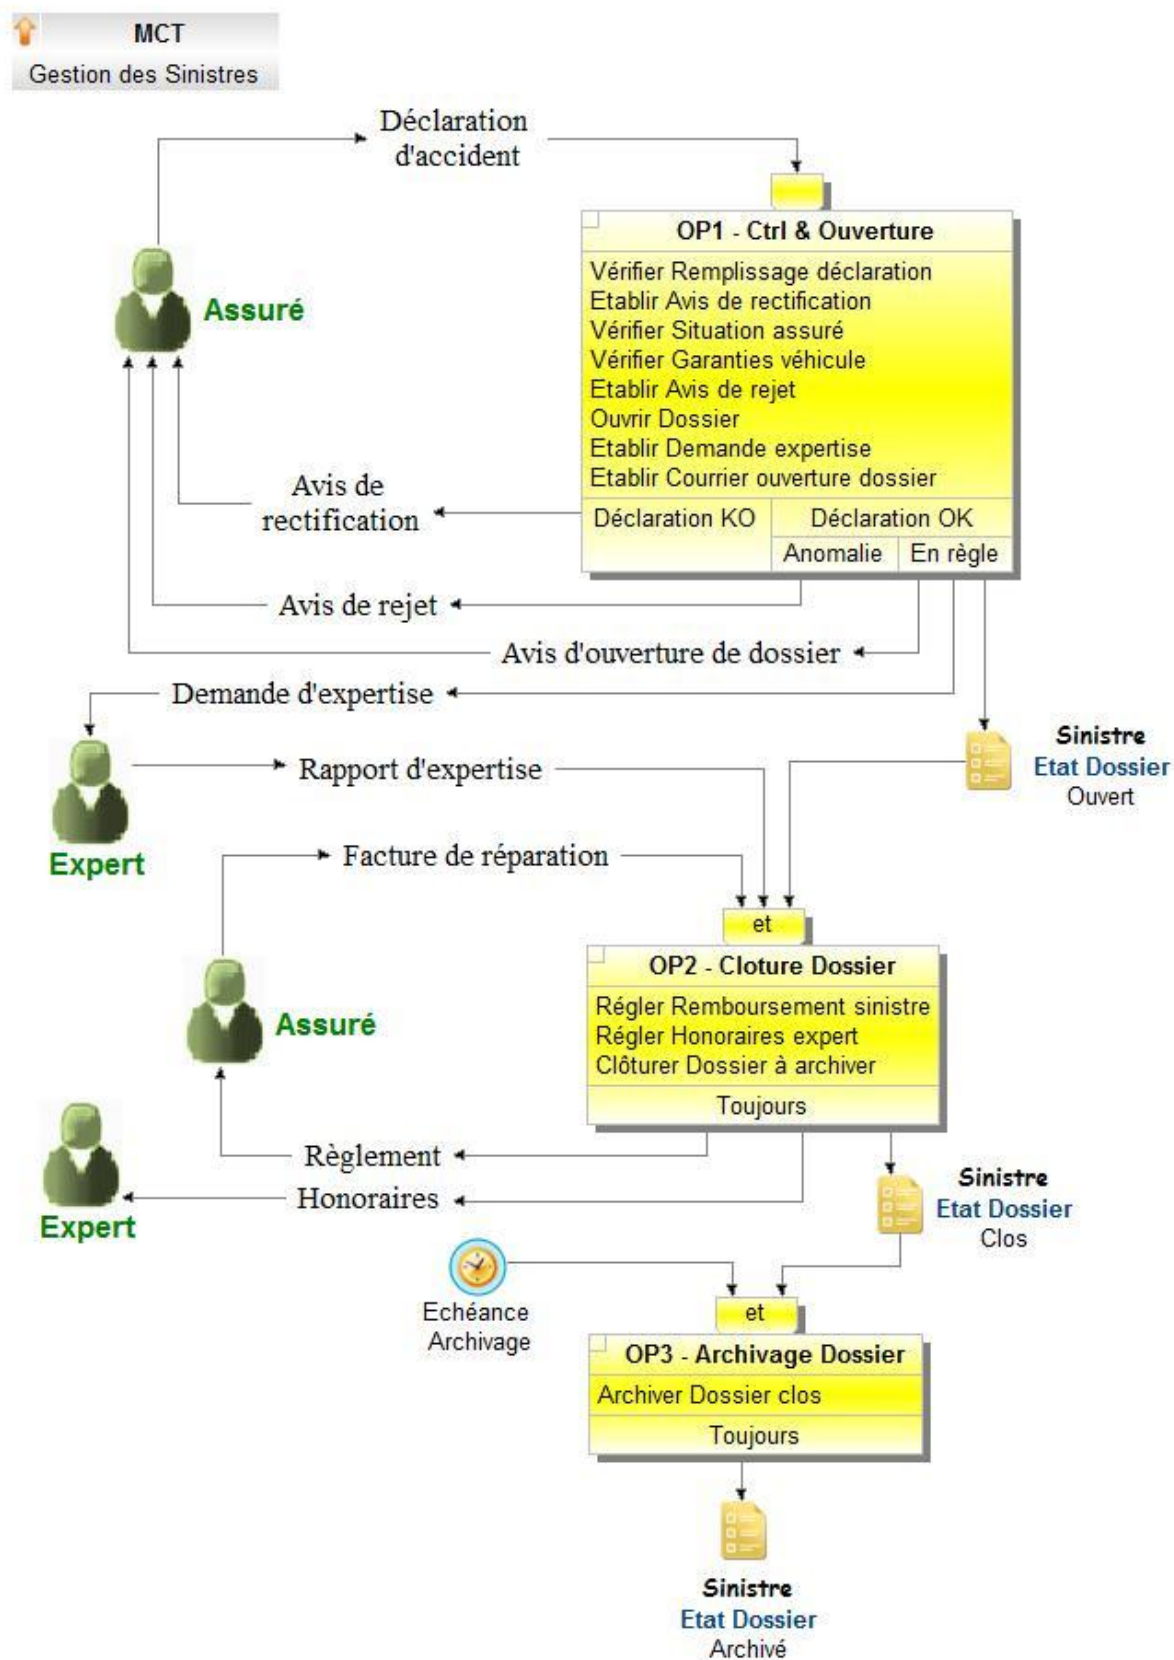 MCT
Gestion des Sinistres
Déclaration
d'accident
OP1 - Ctrl & Ouverture
Vérifier Remplissage déclaration
Etablir Avis de rectification
Vérifier Situation assuré
Vérifier Garanties véhicule
Etablir Avis de rejet
Ouvrir Dossier
Etablir Demande expertise
Etablir Courrier ouverture dossier
Déclaration KO
Déclaration OK
Anomalie
En règle
Assuré
Avis de
rectification
Avis de rejet
Avis d'ouverture de dossier
Demande d'expertise
Sinistre
Etat Dossier
Ouvert
Rapport d'expertise
Expert
Facture de réparation
et
OP2 - Cloture Dossier
Régler Remboursement sinistre
Régler Honoraires expert
Clôturer Dossier à archiver
Toujours
Assuré
Règlement
Honoraires
Expert
Sinistre
Etat Dossier
Clos
Echéance
Archivage
et
OP3 - Archivage Dossier
Archiver Dossier clos
Toujours
Sinistre
Etat Dossier
Archivé